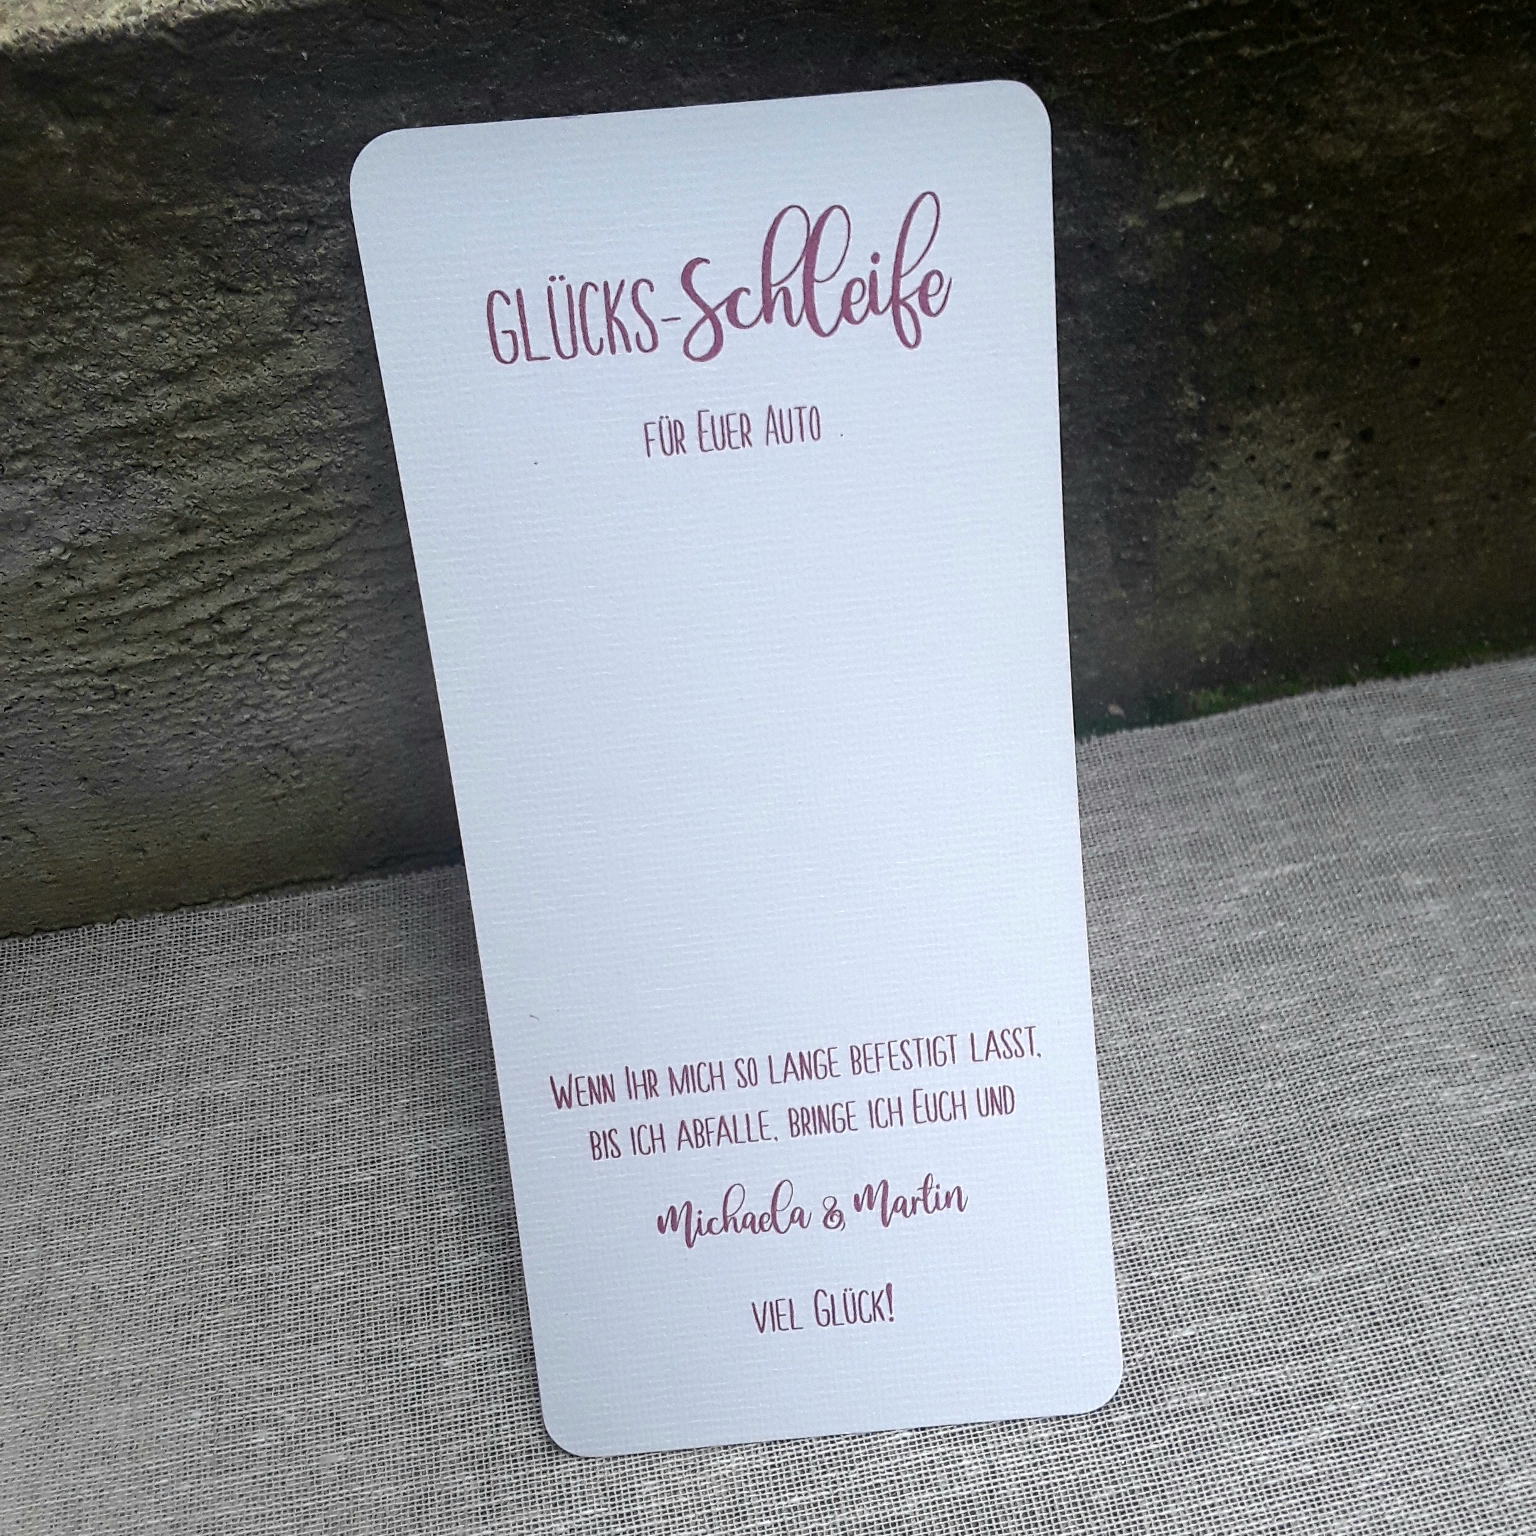 GLÜCKS-Schleife
FÜR EUER AUTO
WENN IHR MICH SO LANGE BEFESTIGT LASST,
BIS ICH ABFALLE, BRINGE ICH EUCH UND
Michaela & Martin
VIEL GLÜCK!